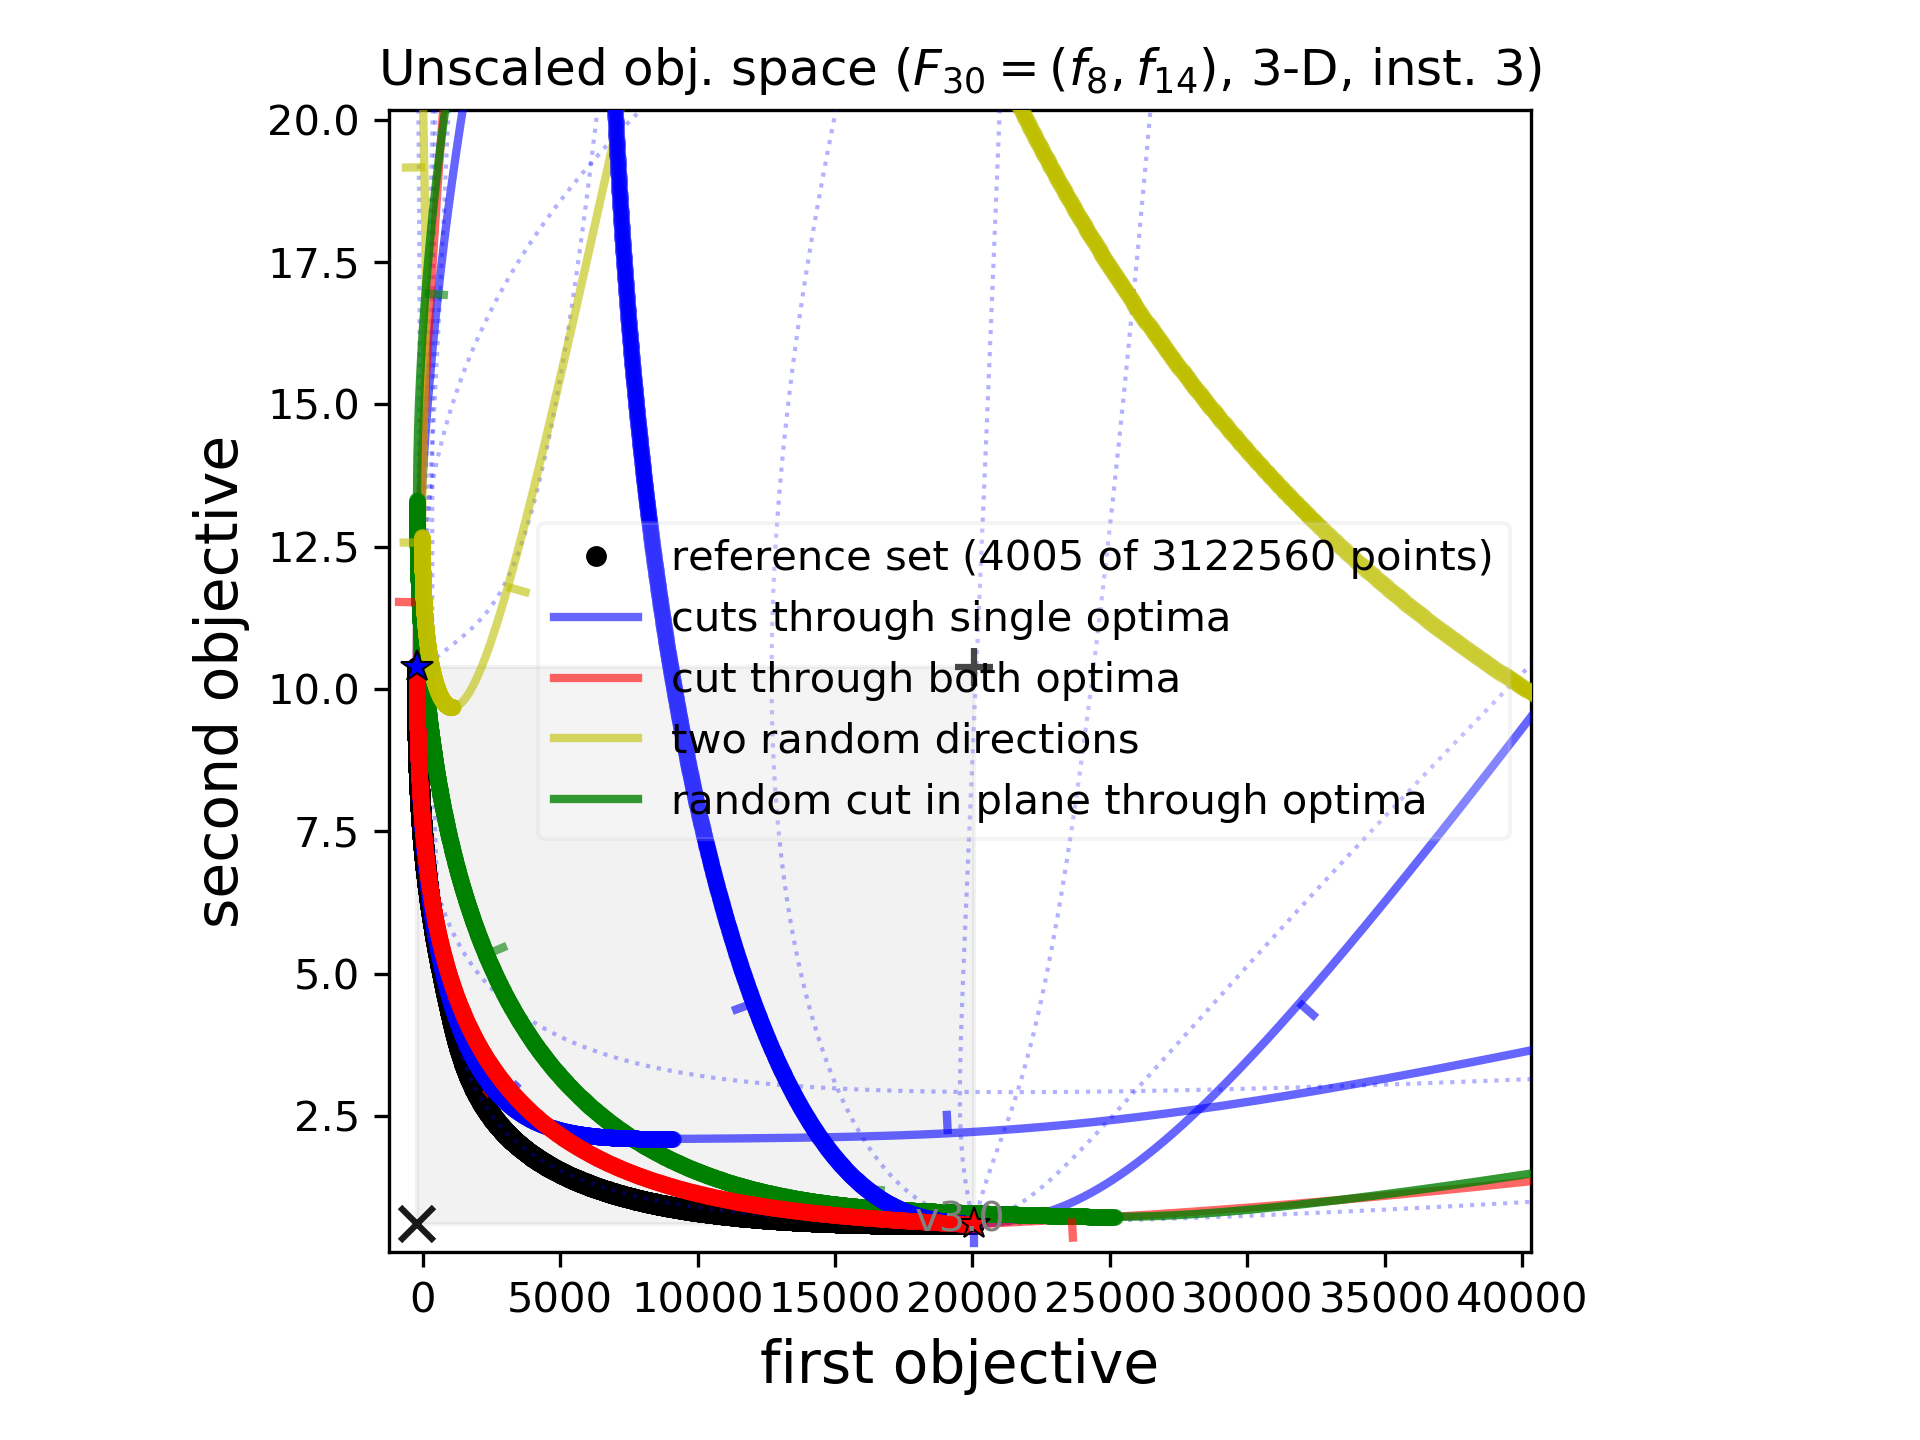 Unscaled obj. space (F30 = (f8, f14), 3-D, inst. 3)
20.0
17.5
15.0
12.5
10.0
7.5
5.0
2.5
second objective
reference set (4005 of 3122560 points)
cuts through single optima
cut through both optima
two random directions
random cut in plane through optima
v3.0
0 5000 10000 15000 20000 25000 30000 35000 40000
first objective